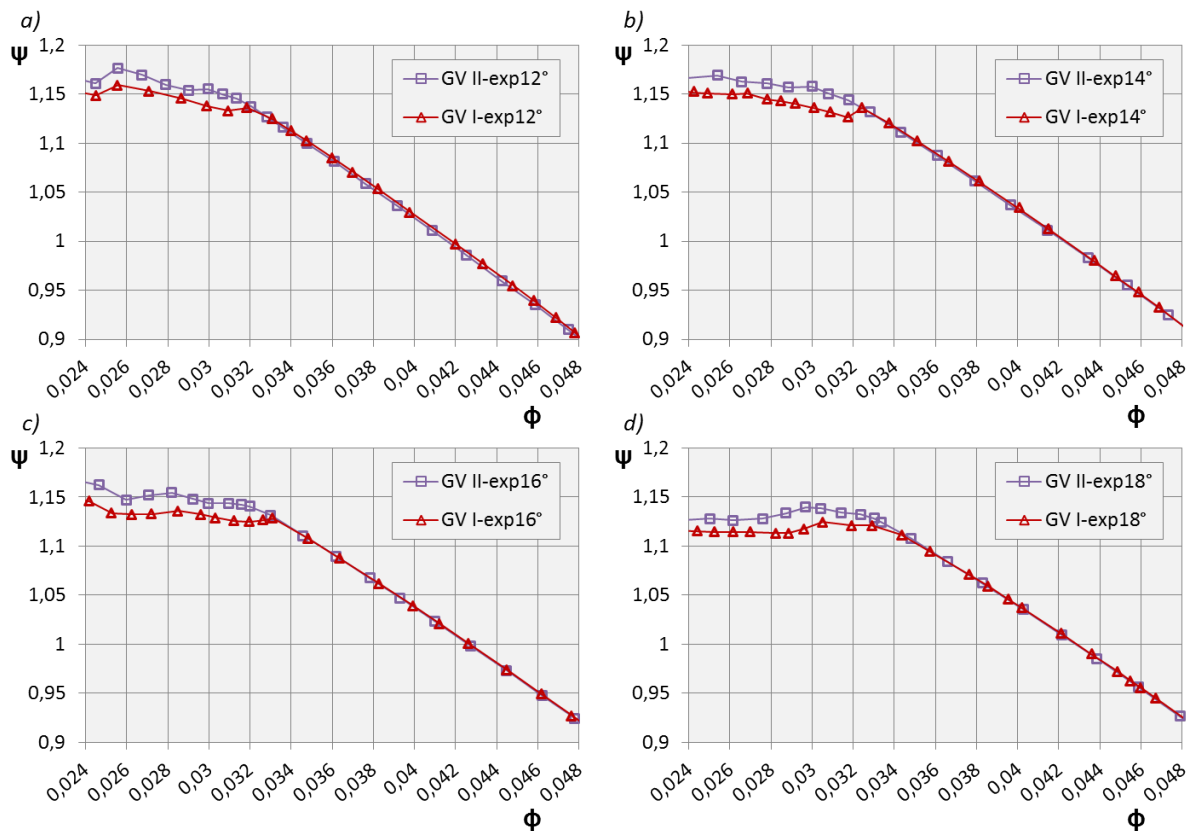 a)
Ψ
1,2
1,15
1,1
1,05
1
0,95
0,9
GV II-exp12°
GV I-exp12°
0,024 0,026 0,028 0,03 0,032 0,034 0,036 0,038 0,04 0,042 0,044 0,046 0,048
Φ
b)
Ψ
1,2
1,15
1,1
1,05
1
0,95
0,9
GV II-exp14°
GV I-exp14°
0,024 0,026 0,028 0,03 0,032 0,034 0,036 0,038 0,04 0,042 0,044 0,046 0,048
Φ
c)
Ψ
1,2
1,15
1,1
1,05
1
0,95
0,9
GV II-exp16°
GV I-exp16°
0,024 0,026 0,028 0,03 0,032 0,034 0,036 0,038 0,04 0,042 0,044 0,046 0,048
Φ
d)
Ψ
1,2
1,15
1,1
1,05
1
0,95
0,9
GV II-exp18°
GV I-exp18°
0,024 0,026 0,028 0,03 0,032 0,034 0,036 0,038 0,04 0,042 0,044 0,046 0,048
Φ